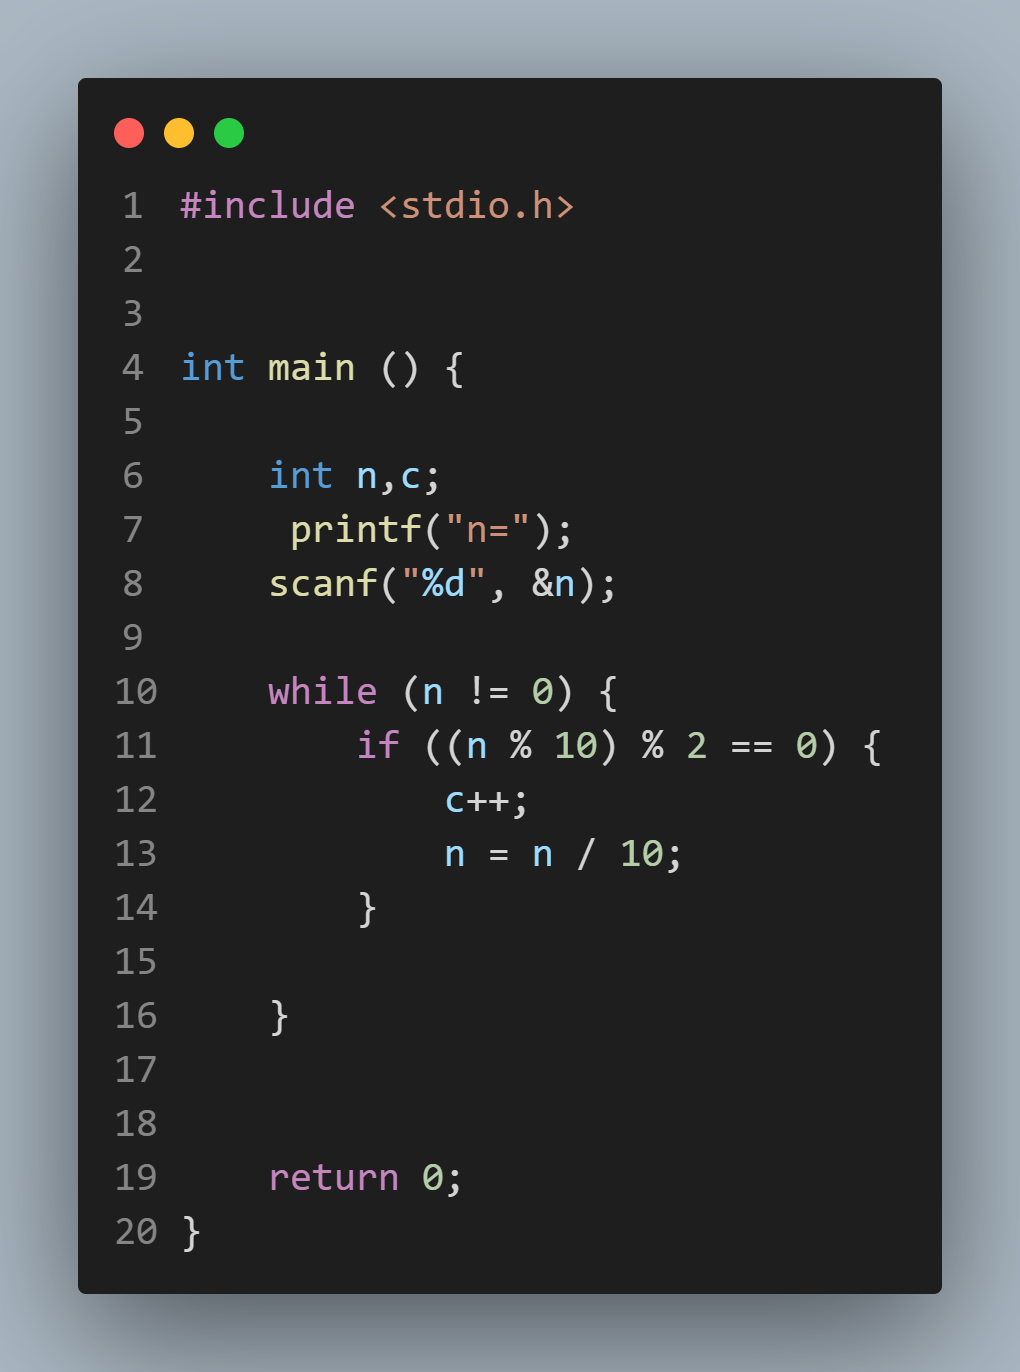 1 #include <stdio.h>
2
3
4 int main () {
5
6     int n,c;
7      printf("n=");
8     scanf("%d", &n);
9
10     while (n != 0) {
11         if ((n % 10) % 2 == 0) {
12             c++;
13             n = n / 10;
14         }
15
16     }
17
18
19     return 0;
20 }